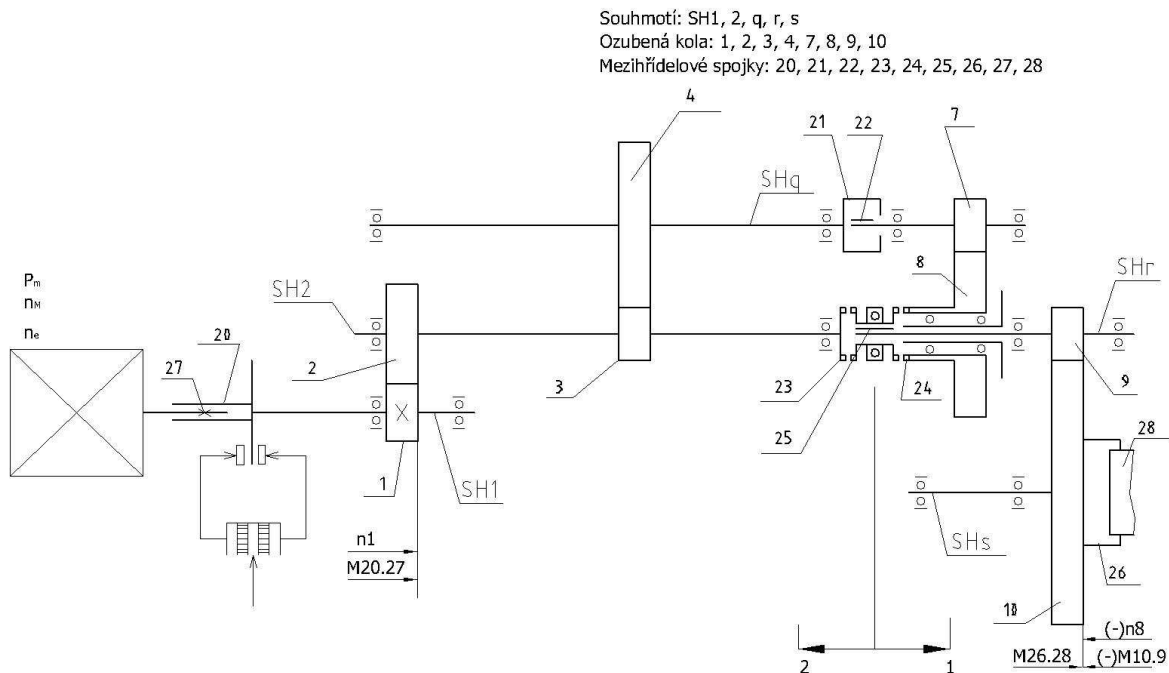 Souhmotí: SH1, 2, q, r, s
Ozubená kola: 1, 2, 3, 4, 7, 8, 9, 10
Mezihřídelové spojky: 20, 21, 22, 23, 24, 25, 26, 27, 28
4
21
22
7
SHq
8
SHr
Pm
nM
ne
SH2
20
27
2
3
23
24
9
25
28
1
SH1
SHs
n1
M20.27
26
10
(-)n8
2
1
M26.28
(-)M10.9